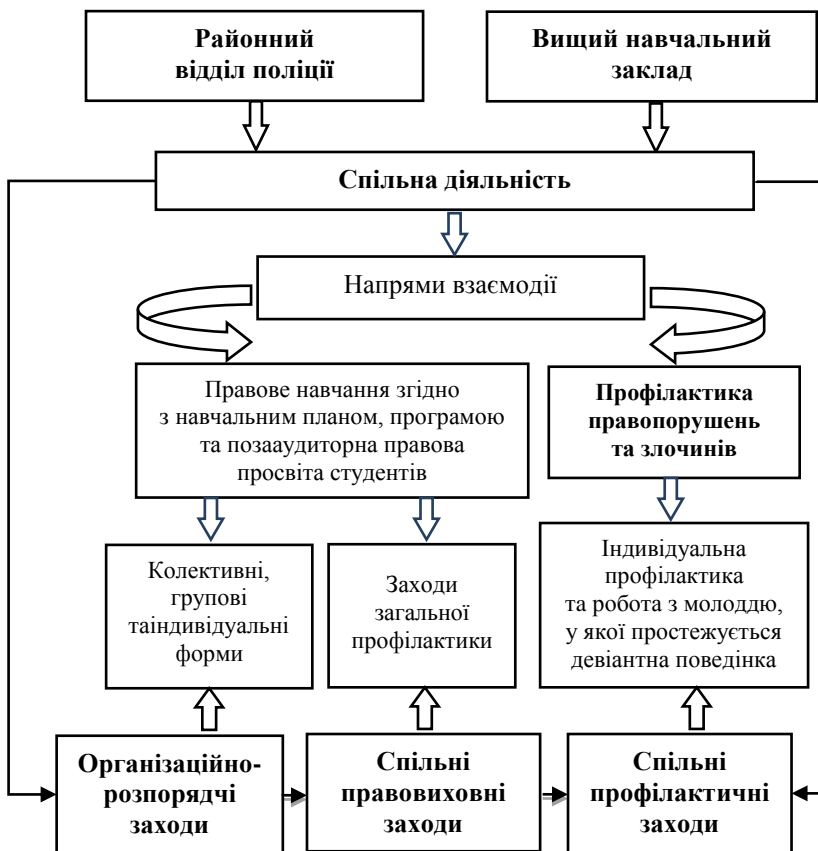 Районний
відділ поліції
Вищий навчальний
заклад
Спільна діяльність
Напрями взаємодії
Правове навчання згідно
з навчальним планом, програмою
та позааудиторна правова
просвіта студентів
Профілактика
правопорушень
та злочинів
Колективні,
групові
таіндивідуальні
форми
Заходи
загальної
профілактики
Індивідуальна
профілактика
та робота з молоддю,
у якої простежується
девіантна поведінка
Організаційно-
розпорядчі
заходи
Спільні
правовиховні
заходи
Спільні
профілактичні
заходи